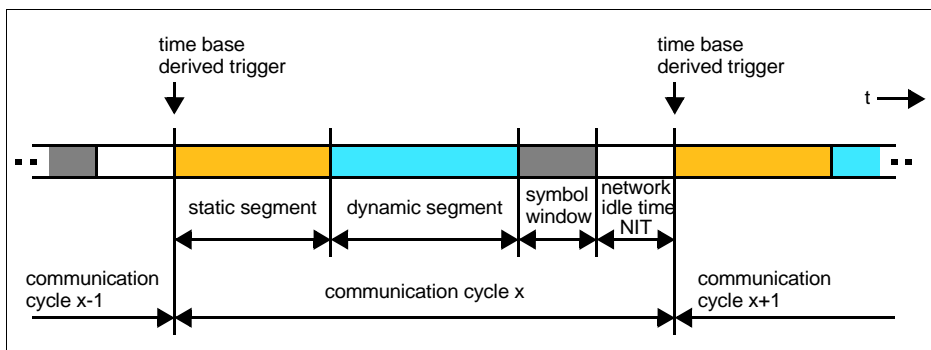 time base
derived trigger
time base
derived trigger
t
static segment
dynamic segment
symbol
window
network
idle time
NIT
communication
cycle x-1
communication cycle x
communication
cycle x+1